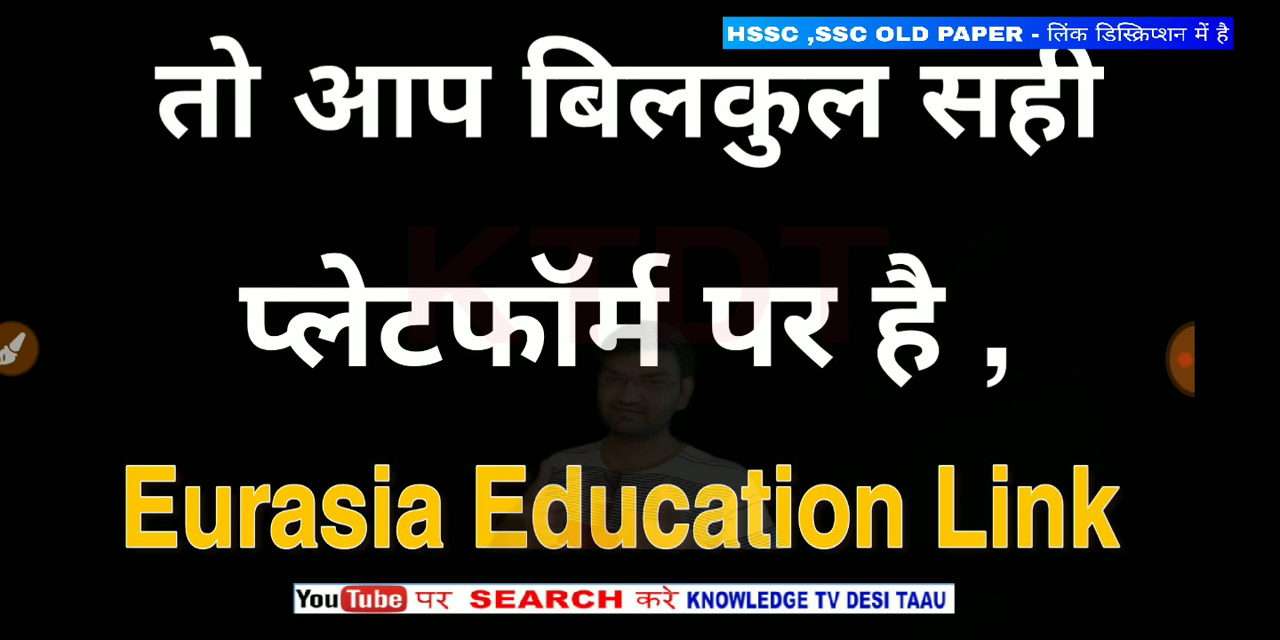 HSSC ,SSC OLD PAPER - लिंक डिस्क्रिप्शन में है
तो आप बिलकुल सही
KTDT
प्लेटफॉर्म पर है ,
Eurasia Education Link
YouTube पर SEARCH करे KNOWLEDGE TV DESI TAAU